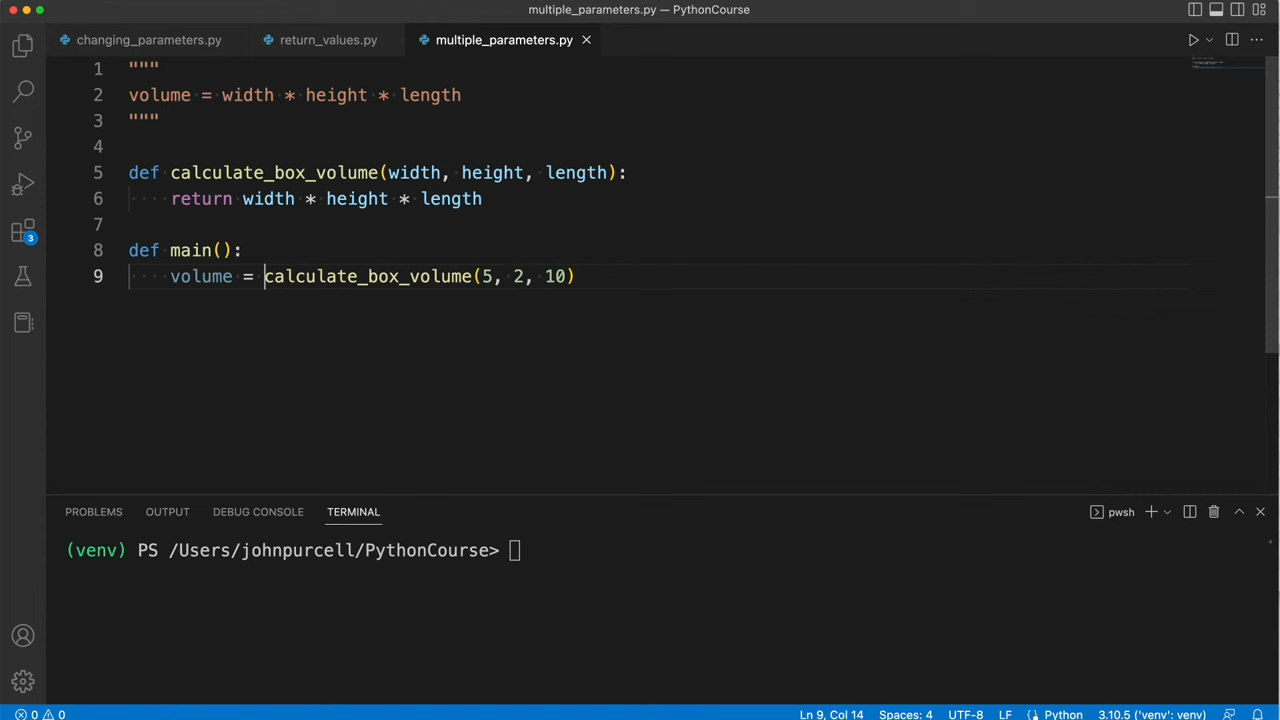 multiple_parameters.py — PythonCourse
changing_parameters.py return_values.py multiple_parameters.py
1 """
2 volume = width * height * length
3 """
4
5 def calculate_box_volume(width, height, length):
6 return width * height * length
7
8 def main():
9 volume = calculate_box_volume(5, 2, 10)
3
PROBLEMS OUTPUT DEBUG CONSOLE TERMINAL pwsh
(venv) PS /Users/johnpurcell/PythonCourse>
0 0 Ln 9, Col 14 Spaces: 4 UTF-8 LF Python 3.10.5 ('venv': venv)